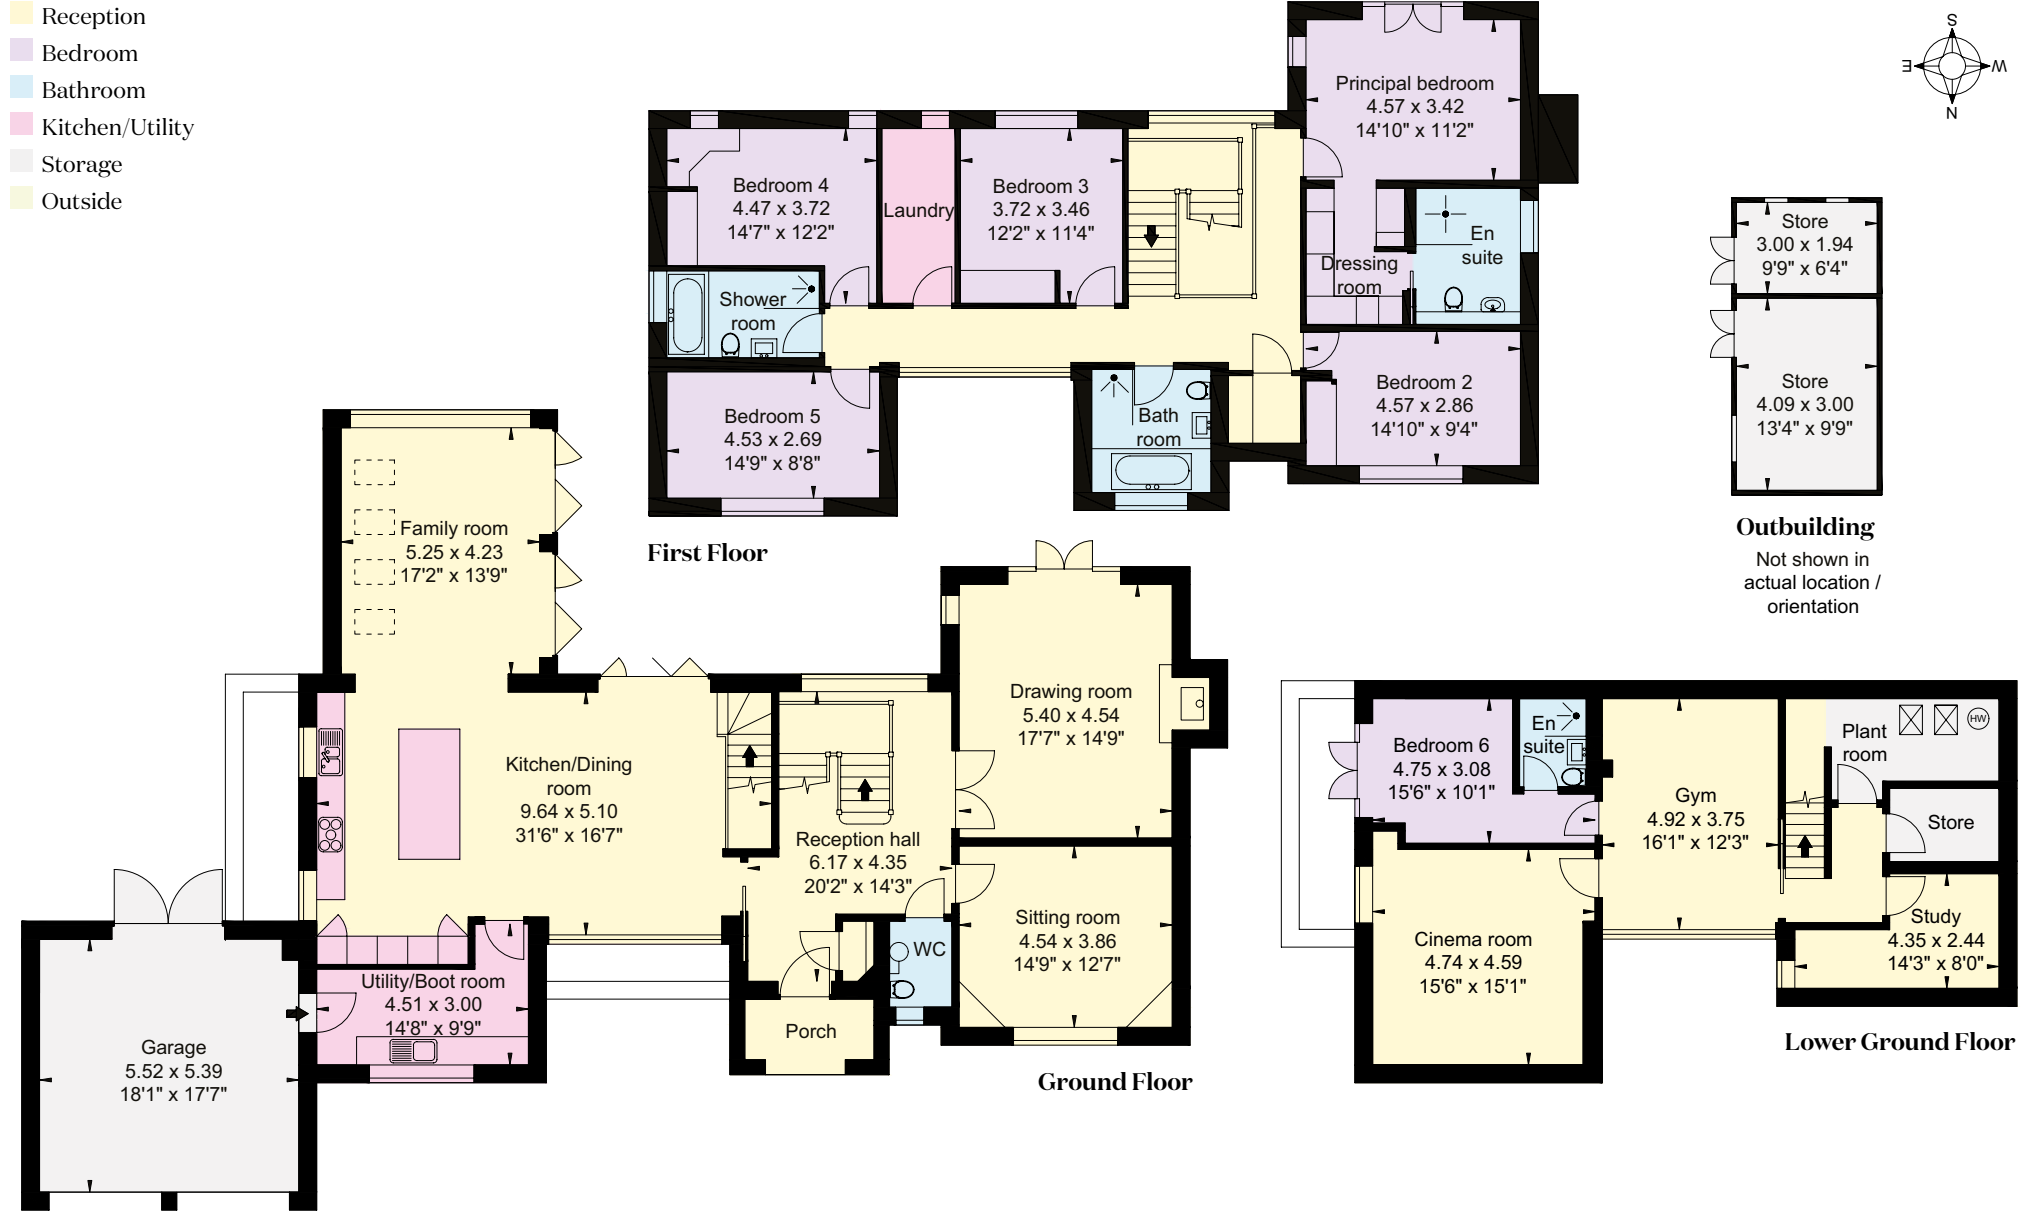 Reception
Bedroom
Bathroom
Kitchen/Utility
Storage
Outside
S
E
W
N
Principal bedroom
4.57 x 3.42
14'10" x 11'2"
Bedroom 4
4.47 x 3.72
14'7" x 12'2"
Laundry
Bedroom 3
3.72 x 3.46
12'2" x 11'4"
En
suite
Dressing
room
Shower
room
Bedroom 2
4.57 x 2.86
14'10" x 9'4"
Bath
room
Bedroom 5
4.53 x 2.69
14'9" x 8'8"
First Floor
Store
3.00 x 1.94
9'9" x 6'4"
Store
4.09 x 3.00
13'4" x 9'9"
Outbuilding
Not shown in
actual location /
orientation
Family room
5.25 x 4.23
17'2" x 13'9"
Drawing room
5.40 x 4.54
17'7" x 14'9"
Kitchen/Dining
room
9.64 x 5.10
31'6" x 16'7"
Reception hall
6.17 x 4.35
20'2" x 14'3"
Sitting room
4.54 x 3.86
14'9" x 12'7"
WC
Utility/Boot room
4.51 x 3.00
14'8" x 9'9"
Porch
Garage
5.52 x 5.39
18'1" x 17'7"
Ground Floor
En
suite
Bedroom 6
4.75 x 3.08
15'6" x 10'1"
Plant
room
HW
Gym
4.92 x 3.75
16'1" x 12'3"
Store
Study
4.35 x 2.44
14'3" x 8'0"
Cinema room
4.74 x 4.59
15'6" x 15'1"
Lower Ground Floor